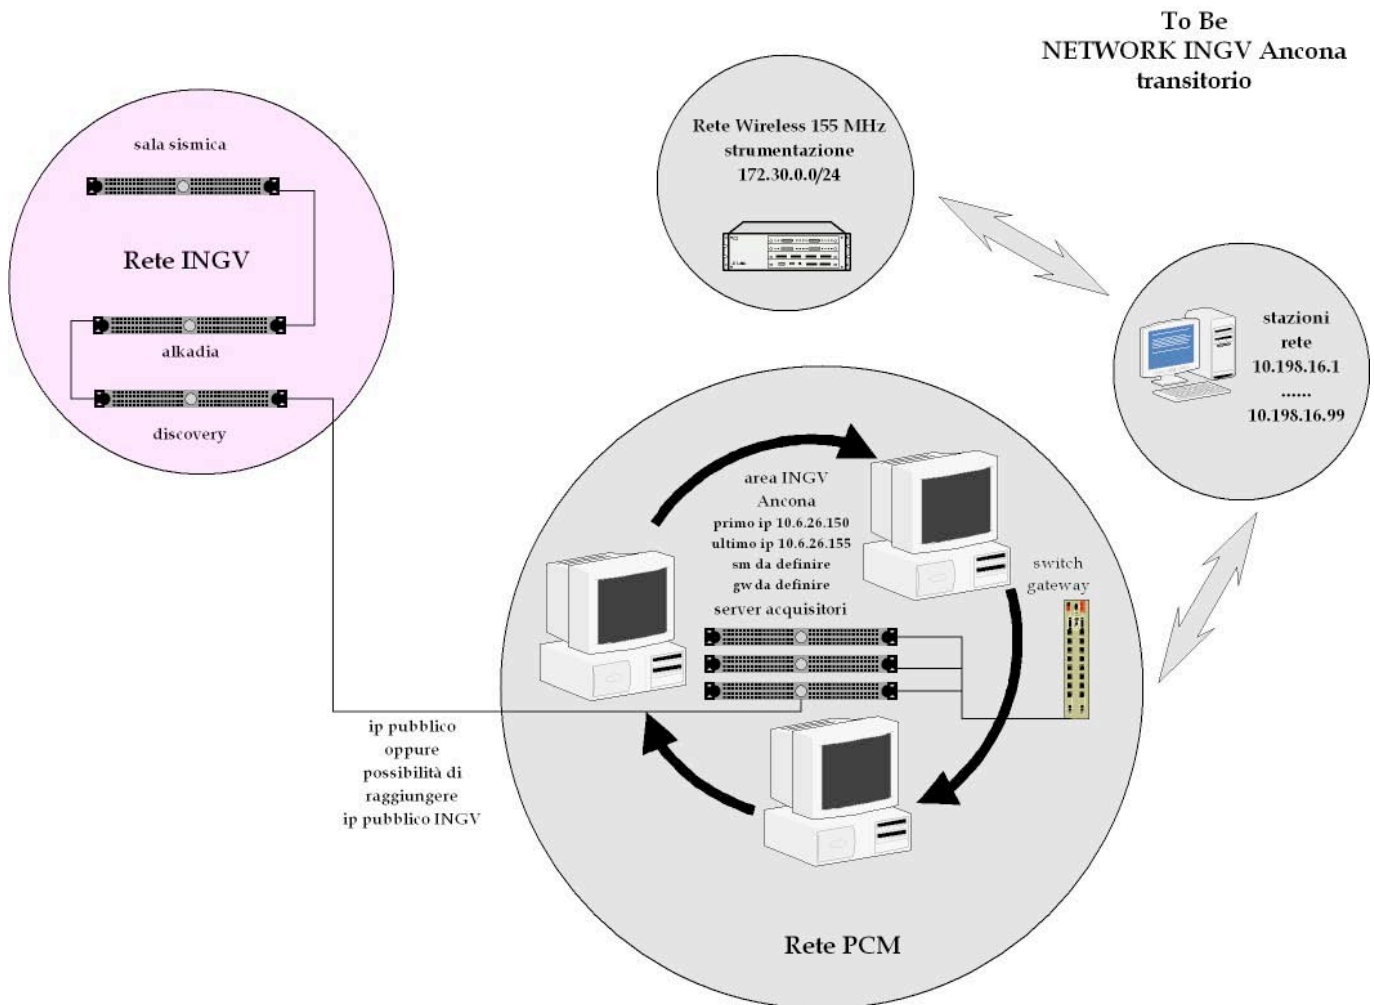 To Be
NETWORK INGV Ancona
transitorio
sala sismica
Rete INGV
alkadia
discovery
Rete Wireless 155 MHz
strumentazione
172.30.0.0/24
stazioni
rete
10.198.16.1
......
10.198.16.99
area INGV
Ancona
primo ip 10.6.26.150
ultimo ip 10.6.26.155
sm da definire
gw da definire
server acquisitori
switch
gateway
ip pubblico
oppure
possibilità di
raggiungere
ip pubblico INGV
Rete PCM